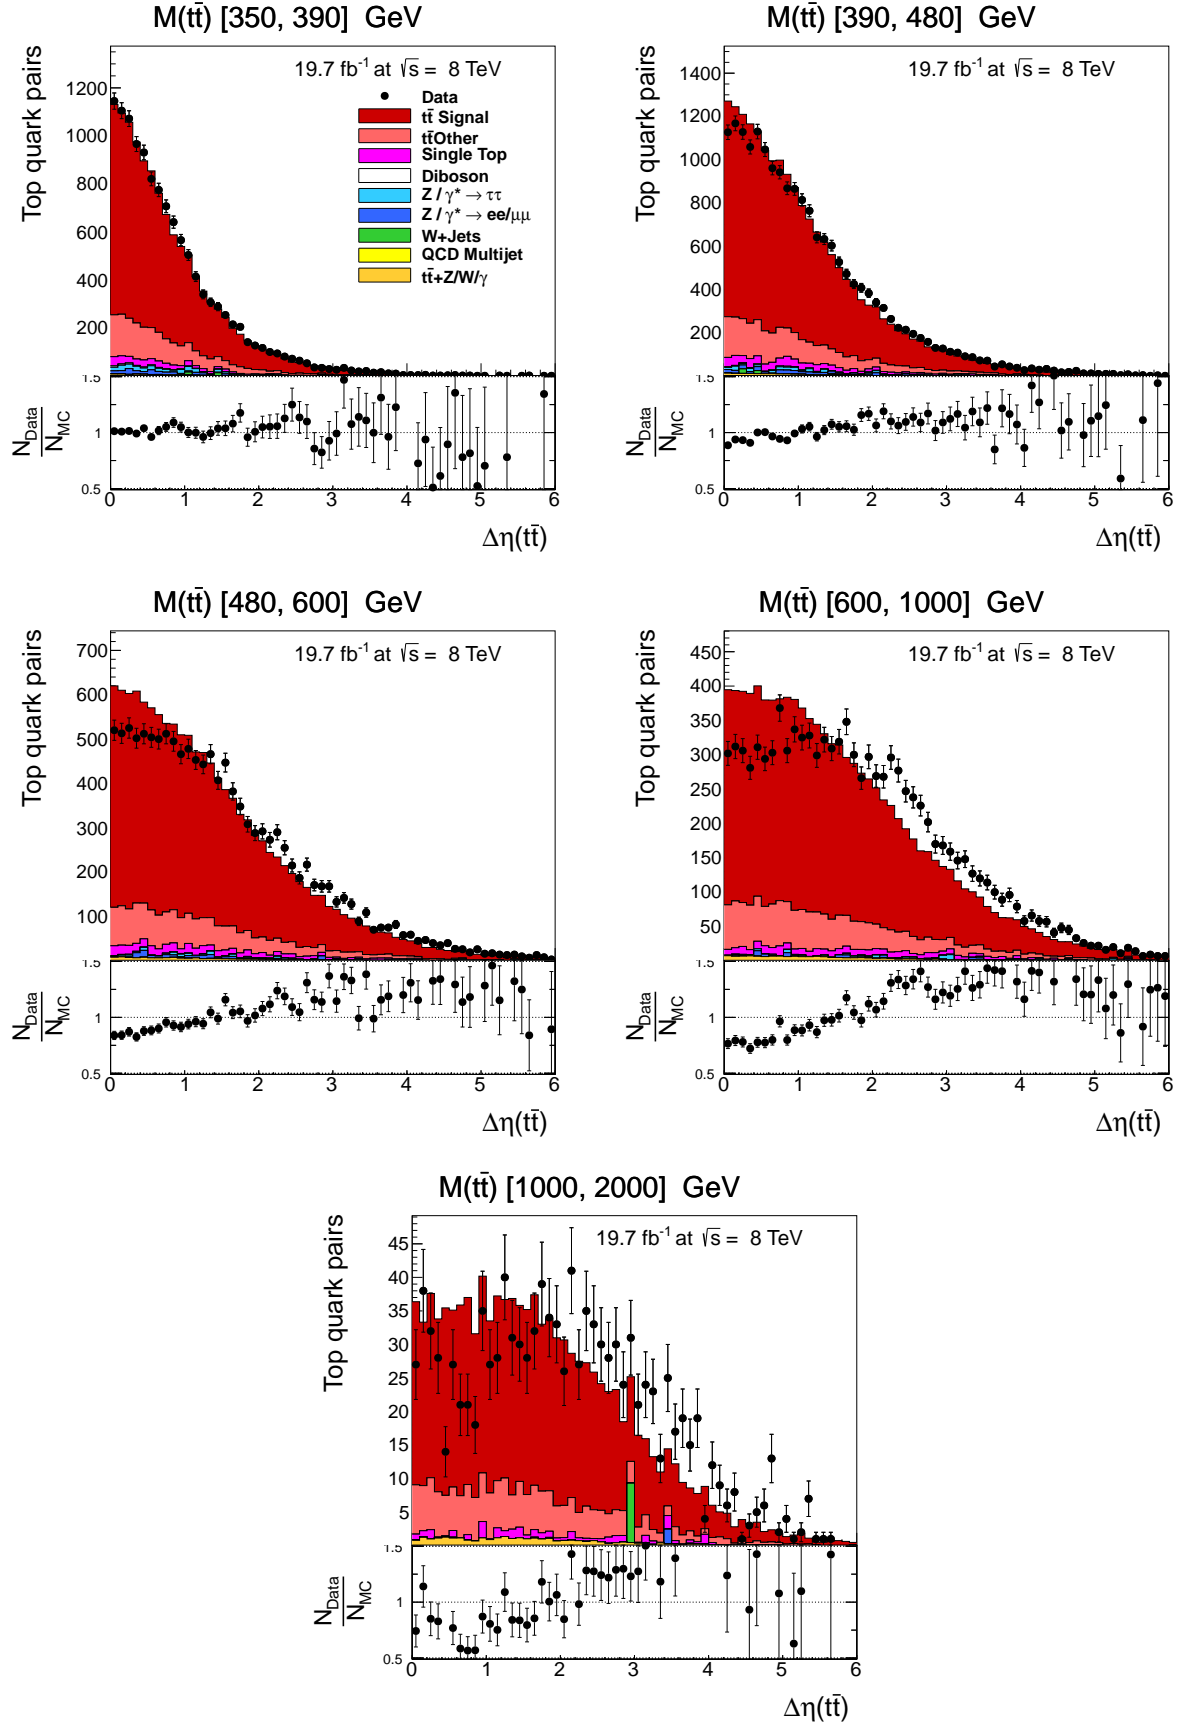 M(tt̄) [350, 390] GeV
Top quark pairs
19.7 fb⁻¹ at √s = 8 TeV
1200
1000
800
600
400
200
Data
tt̄ Signal
tt̄Other
Single Top
Diboson
Z / γ* → ττ
Z / γ* → ee/μμ
W+Jets
QCD Multijet
tt̄+Z/W/γ
N_Data
N_MC
1.5
1
0.5
0 1 2 3 4 5 6
Δη(tt̄)
M(tt̄) [390, 480] GeV
Top quark pairs
19.7 fb⁻¹ at √s = 8 TeV
1400
1200
1000
800
600
400
200
N_Data
N_MC
1.5
1
0.5
0 1 2 3 4 5 6
Δη(tt̄)
M(tt̄) [480, 600] GeV
Top quark pairs
19.7 fb⁻¹ at √s = 8 TeV
700
600
500
400
300
200
100
N_Data
N_MC
1.5
1
0.5
0 1 2 3 4 5 6
Δη(tt̄)
M(tt̄) [600, 1000] GeV
Top quark pairs
19.7 fb⁻¹ at √s = 8 TeV
450
400
350
300
250
200
150
100
50
N_Data
N_MC
1.5
1
0.5
0 1 2 3 4 5 6
Δη(tt̄)
M(tt̄) [1000, 2000] GeV
Top quark pairs
19.7 fb⁻¹ at √s = 8 TeV
45
40
35
30
25
20
15
10
5
N_Data
N_MC
1.5
1
0.5
0 1 2 3 4 5 6
Δη(tt̄)